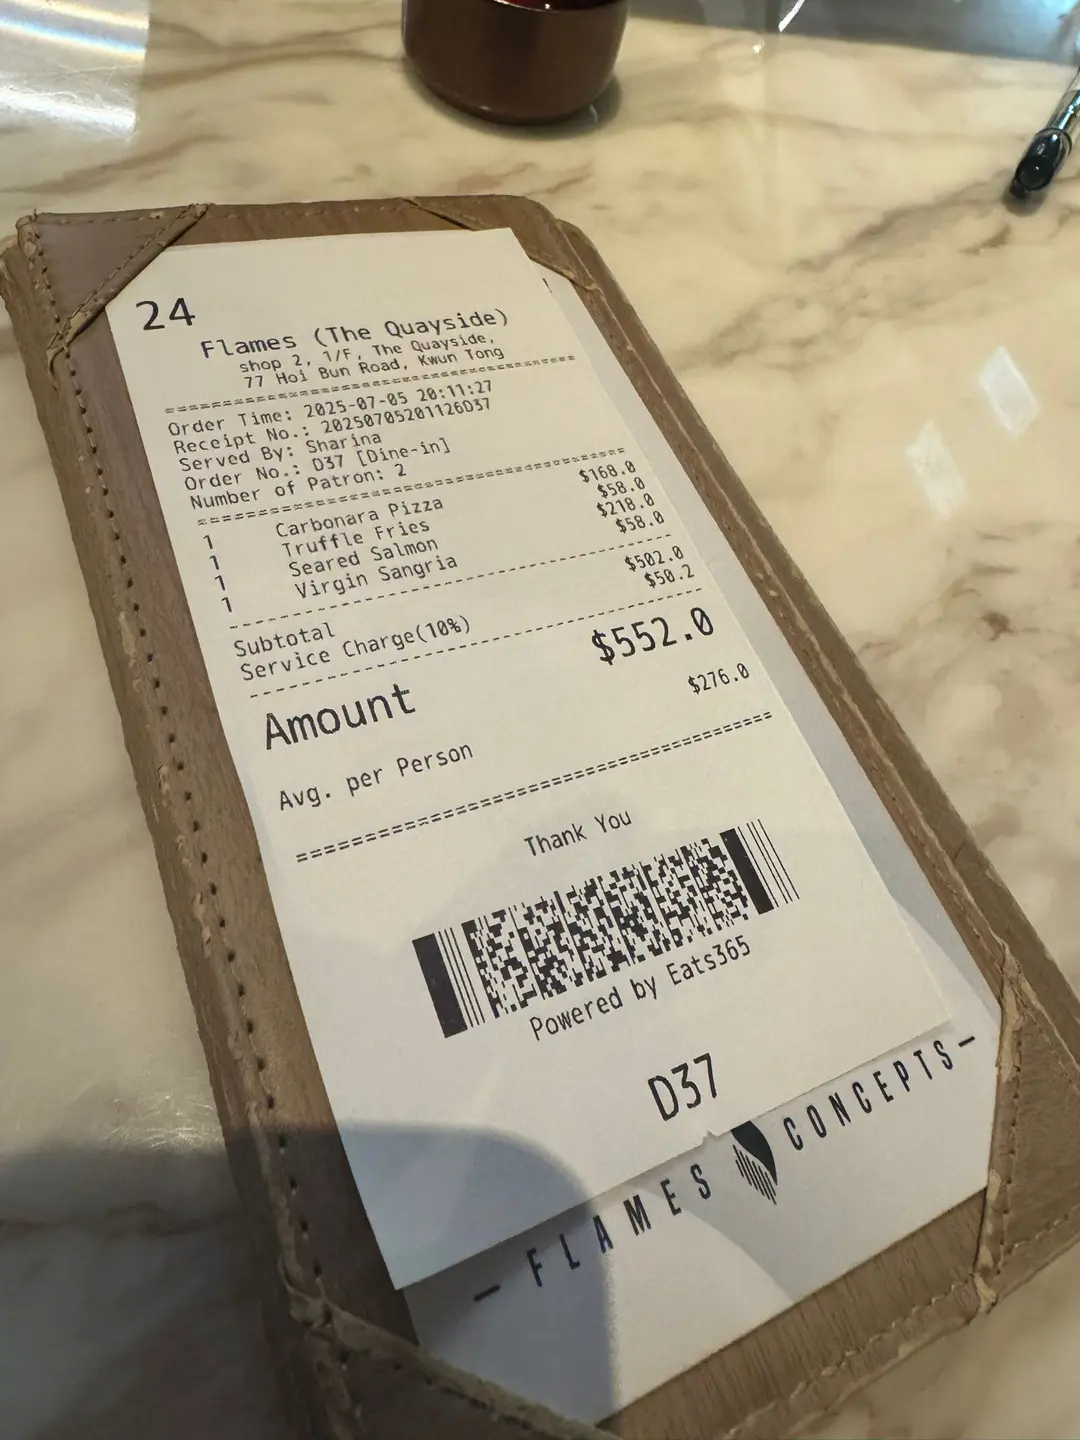 24
Flames (The Quayside)
shop 2, 1/F, The Quayside,
77 Hoi Bun Road, Kwun Tong
Order Time: 2025-07-05 20:11:27
Receipt No.: 20250705201126D37
Served By: Sharina
Order No.: D37 [Dine-in]
Number of Patron: 2
1 Carbonara Pizza $168.0
1 Truffle Fries $58.0
1 Seared Salmon $218.0
1 Virgin Sangria $58.0
Subtotal $502.0
Service Charge(10%) $50.2
Amount $552.0
Avg. per Person $276.0
Thank You
Powered by Eats365
D37
FLAMES CONCEPTS